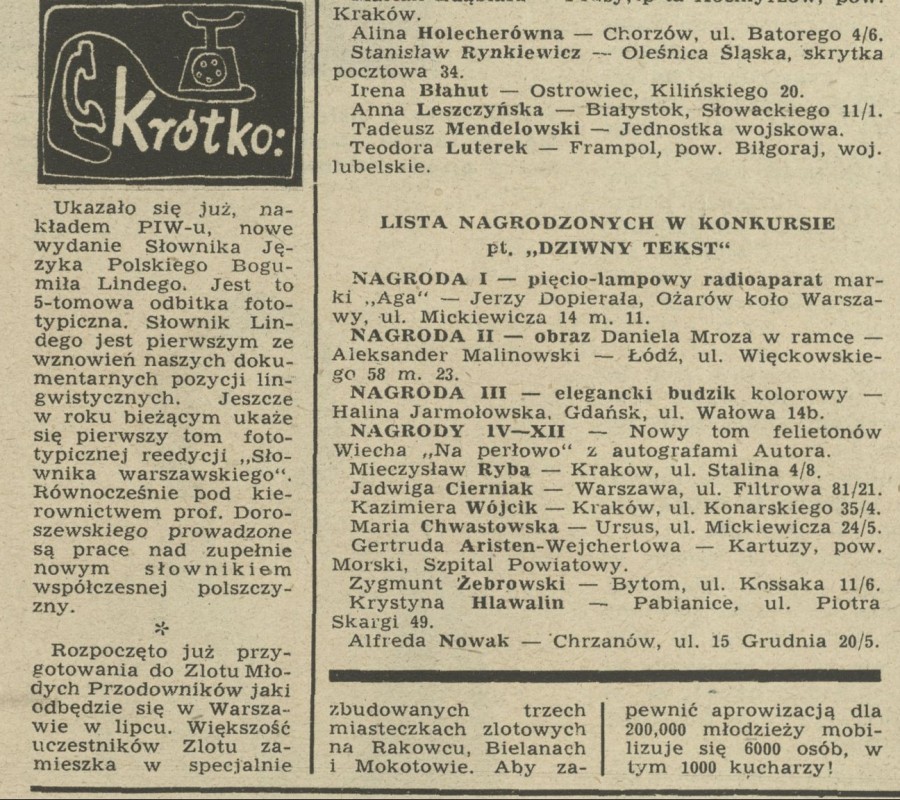 Krótko:
Ukazało się już, na-
kładem PIW-u, nowe
wydanie Słownika Ję-
zyka Polskiego Bogu-
miła Lindego. Jest to
5-tomowa odbitka foto-
typiczna. Słownik Lin-
dego jest pierwszym ze
wznowień naszych doku-
mentarnych pozycji lin-
gwistycznych. Jeszcze
w roku bieżącym ukaże
się pierwszy tom foto-
typicznej reedycji „Sło-
wnika warszawskiego“.
Równocześnie pod kie-
rownictwem prof. Doro-
szewskiego prowadzone
są prace nad zupełnie
nowym słownikiem
współczesnej polszczy-
zny.
*
Rozpoczęto już przy-
gotowania do Zlotu Mło-
dych Przodowników jaki
odbędzie się w Warsza-
wie w lipcu. Większość
uczestników Zlotu za-
mieszka w specjalnie
pow.
Kraków.
Alina Holecherówna — Chorzów, ul. Batorego 4/6.
Stanisław Rynkiewicz — Oleśnica Śląska, skrytka
pocztowa 34.
Irena Błahut — Ostrowiec, Kilińskiego 20.
Anna Leszczyńska — Białystok, Słowackiego 11/1.
Tadeusz Mendelowski — Jednostka wojskowa.
Teodora Luterek — Frampol, pow. Biłgoraj, woj.
lubelskie.
LISTA NAGRODZONYCH W KONKURSIE
pt. „DZIWNY TEKST“
NAGRODA I — pięcio-lampowy radioaparat mar-
ki „Aga“ — Jerzy Dopierała, Ożarów koło Warsza-
wy, ul. Mickiewicza 14 m. 11.
NAGRODA II — obraz Daniela Mroza w ramce —
Aleksander Malinowski — Łódź, ul. Więckowskie-
go 58 m. 23.
NAGRODA III — elegancki budzik kolorowy —
Halina Jarmołowska, Gdańsk, ul. Wałowa 14b.
NAGRODY IV—XII — Nowy tom felietonów
Wiecha „Na perłowo“ z autografami Autora.
Mieczysław Ryba — Kraków, ul. Stalina 4/8.
Jadwiga Cierniak — Warszawa, ul. Filtrowa 81/21.
Kazimiera Wójcik — Kraków, ul. Konarskiego 35/4.
Maria Chwastowska — Ursus, ul. Mickiewicza 24/5.
Gertruda Aristen-Wejchertowa — Kartuzy, pow.
Morski, Szpital Powiatowy.
Zygmunt Żebrowski — Bytom, ul. Kossaka 11/6.
Krystyna Hlawalin — Pabianice, ul. Piotra
Skargi 49.
Alfreda Nowak — Chrzanów, ul. 15 Grudnia 20/5.
zbudowanych trzech
miasteczkach zlotowych
na Rakowcu, Bielanach
i Mokotowie. Aby za-
pewnić aprowizacją dla
200,000 młodzieży mobi-
lizuje się 6000 osób, w
tym 1000 kucharzy!